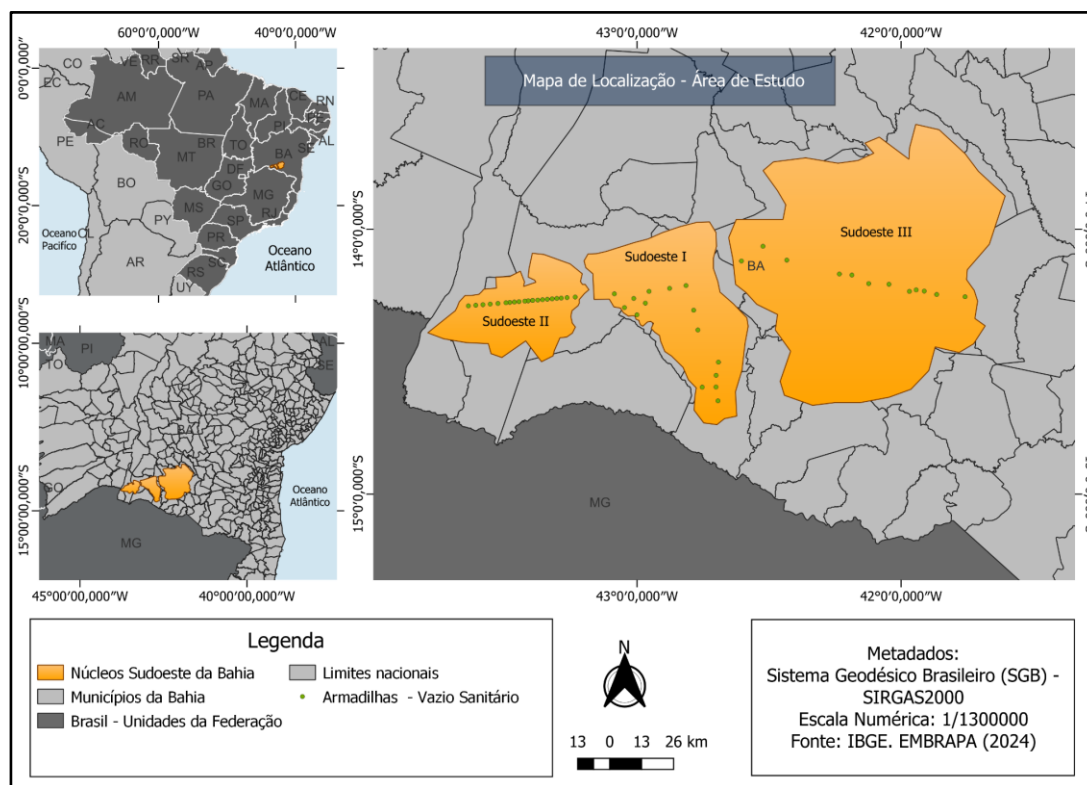 60°0'0,000"W
40°0'0,000"W
0°0'0,000"
20°0'0,000"S
CO
VE
RR
SR
AP
EC
AM
PA
MA
CE
RN
PI
AC
PE
RO
BR
TO
SE
AL
MT
BA
BO
DF
GO
MG
MS
SP
RJ
PY
PR
CL
SC
AR
RS
UY
Oceano
Pacífico
Oceano
Atlântico
10°00'00,000"S
15°00'00,000"S
MA
PI
TO
AL
SE
BA
GO
MG
Oceano
Atlântico
45°00'00,000"W
40°00'00,000"W
43°0'0,000"W
42°0'0,000"W
Mapa de Localização - Área de Estudo
14°0'0,000"S
15°0'0,000"S
Sudoeste III
Sudoeste I
BA
Sudoeste II
MG
43°0'0,000"W
42°0'0,000"W
Legenda
Núcleos Sudoeste da Bahia
Limites nacionais
Municípios da Bahia
Armadilhas - Vazio Sanitário
Brasil - Unidades da Federação
N
13 0 13 26 km
Metadados:
Sistema Geodésico Brasileiro (SGB) -
SIRGAS2000
Escala Numérica: 1/1300000
Fonte: IBGE. EMBRAPA (2024)